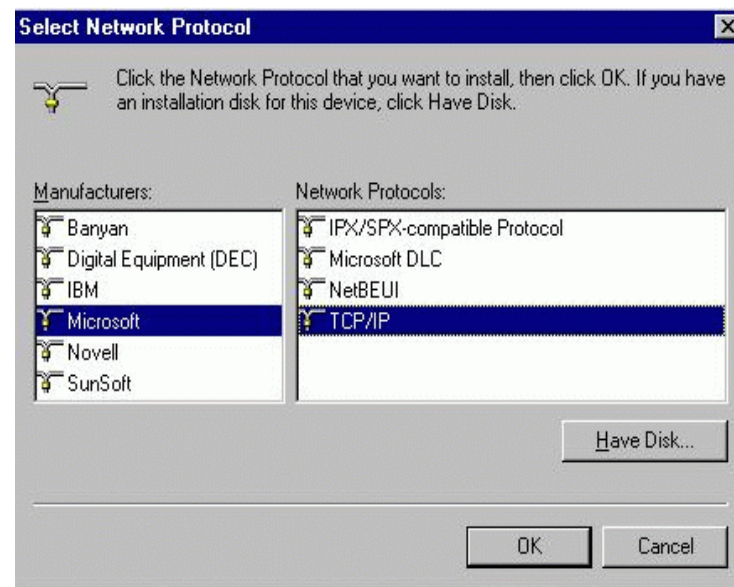 Select Network Protocol
Click the Network Protocol that you want to install, then click OK. If you have
an installation disk for this device, click Have Disk.
Manufacturers:
Banyan
Digital Equipment (DEC)
IBM
Microsoft
Novell
SunSoft
Network Protocols:
IPX/SPX-compatible Protocol
Microsoft DLC
NetBEUI
TCP/IP
Have Disk...
OK
Cancel